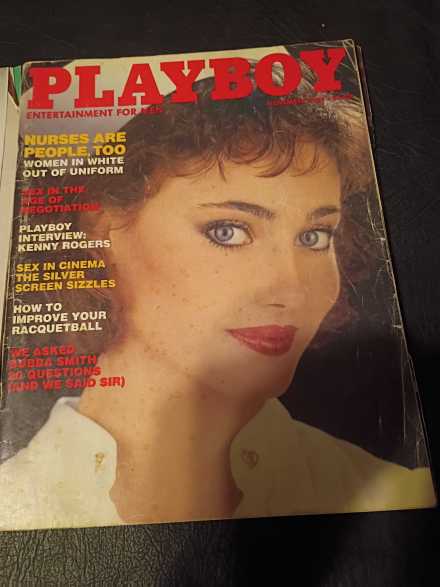 PLAYBOY
ENTERTAINMENT FOR MEN
NURSES ARE
PEOPLE, TOO
WOMEN IN WHITE
OUT OF UNIFORM
SEX IN THE
AGE OF
NEGOTIATION
PLAYBOY
INTERVIEW:
KENNY ROGERS
SEX IN CINEMA
THE SILVER
SCREEN SIZZLES
HOW TO
IMPROVE YOUR
RACQUETBALL
WE ASKED
BUBBA SMITH
20 QUESTIONS
(AND WE SAID SIR)